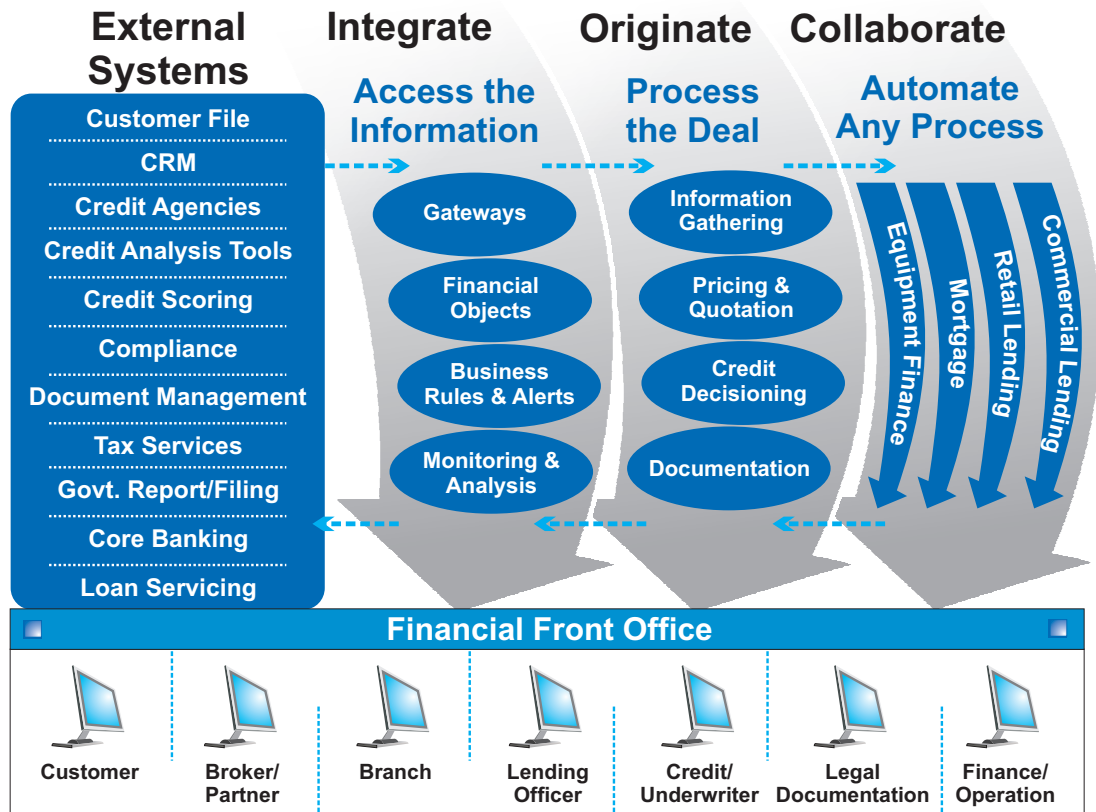 External
Systems
Integrate
Originate
Collaborate
Access the
Information
Process
the Deal
Automate
Any Process
Customer File
CRM
Credit Agencies
Credit Analysis Tools
Credit Scoring
Compliance
Document Management
Tax Services
Govt. Report/Filing
Core Banking
Loan Servicing
Gateways
Financial
Objects
Business
Rules & Alerts
Monitoring &
Analysis
Information
Gathering
Pricing &
Quotation
Credit
Decisioning
Documentation
Equipment Finance
Mortgage
Retail Lending
Commercial Lending
Financial Front Office
Customer
Broker/
Partner
Branch
Lending
Officer
Credit/
Underwriter
Legal
Documentation
Finance/
Operation